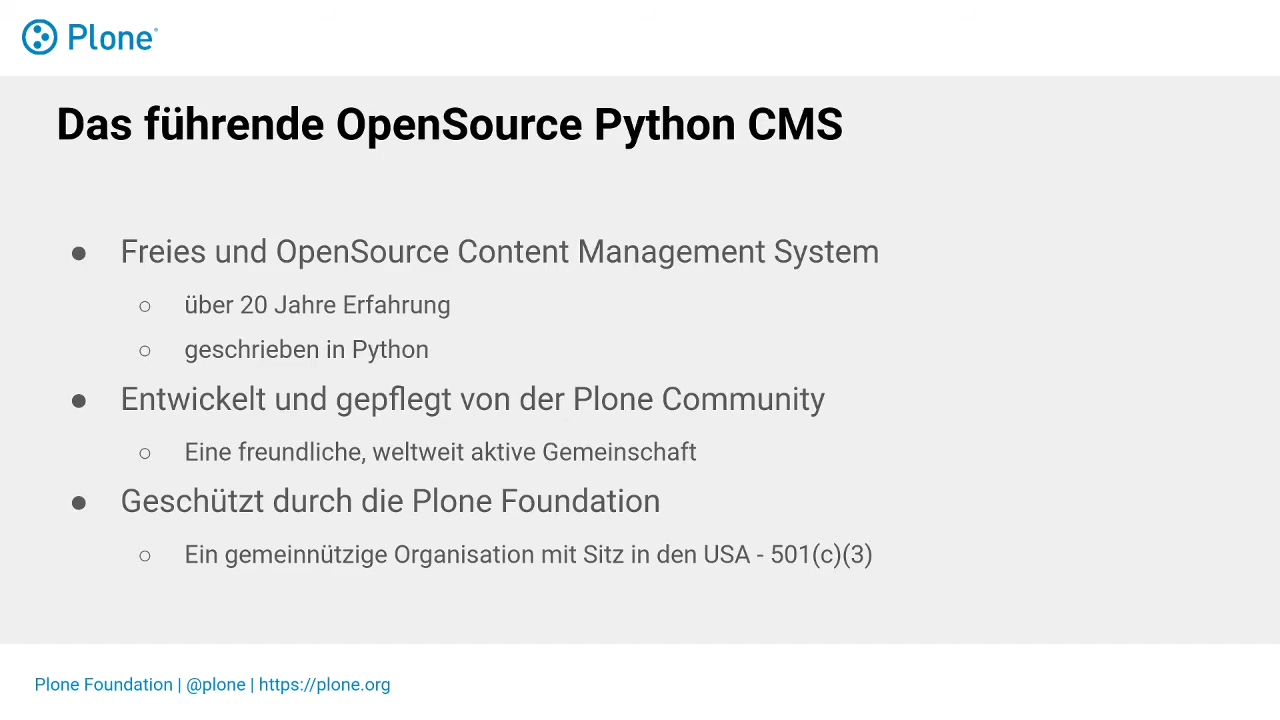 Plone
Das führende OpenSource Python CMS
● Freies und OpenSource Content Management System
○ über 20 Jahre Erfahrung
○ geschrieben in Python
● Entwickelt und gepflegt von der Plone Community
○ Eine freundliche, weltweit aktive Gemeinschaft
● Geschützt durch die Plone Foundation
○ Ein gemeinnützige Organisation mit Sitz in den USA - 501(c)(3)
Plone Foundation | @plone | https://plone.org